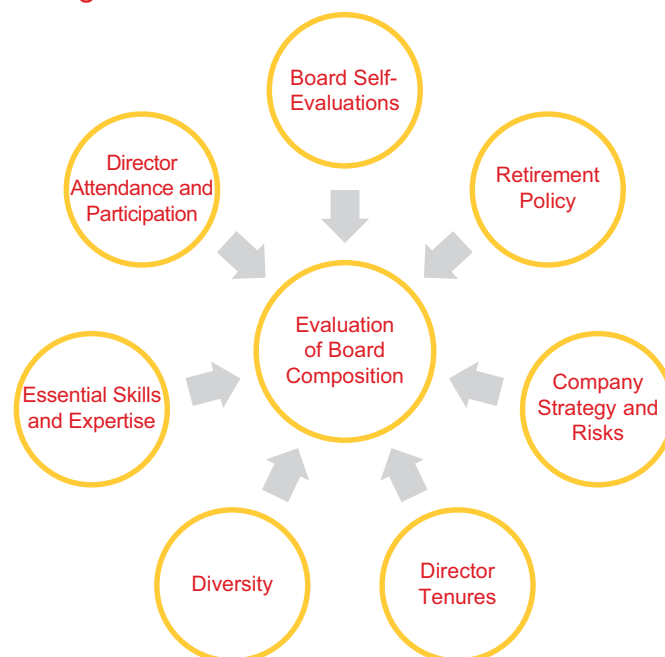 Board Self-
Evaluations
Director
Attendance and
Participation
Retirement
Policy
Evaluation
of Board
Composition
Essential Skills
and Expertise
Company
Strategy and
Risks
Diversity
Director
Tenures